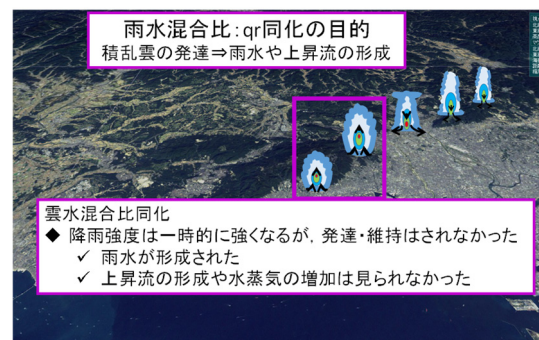 雨水混合比:qr同化の目的
積乱雲の発達⇒雨水や上昇流の形成
雲水混合比同化
◆ 降雨強度は一時的に強くなるが，発達・維持はされなかった
✓ 雨水が形成された
✓ 上昇流の形成や水蒸気の増加は見られなかった